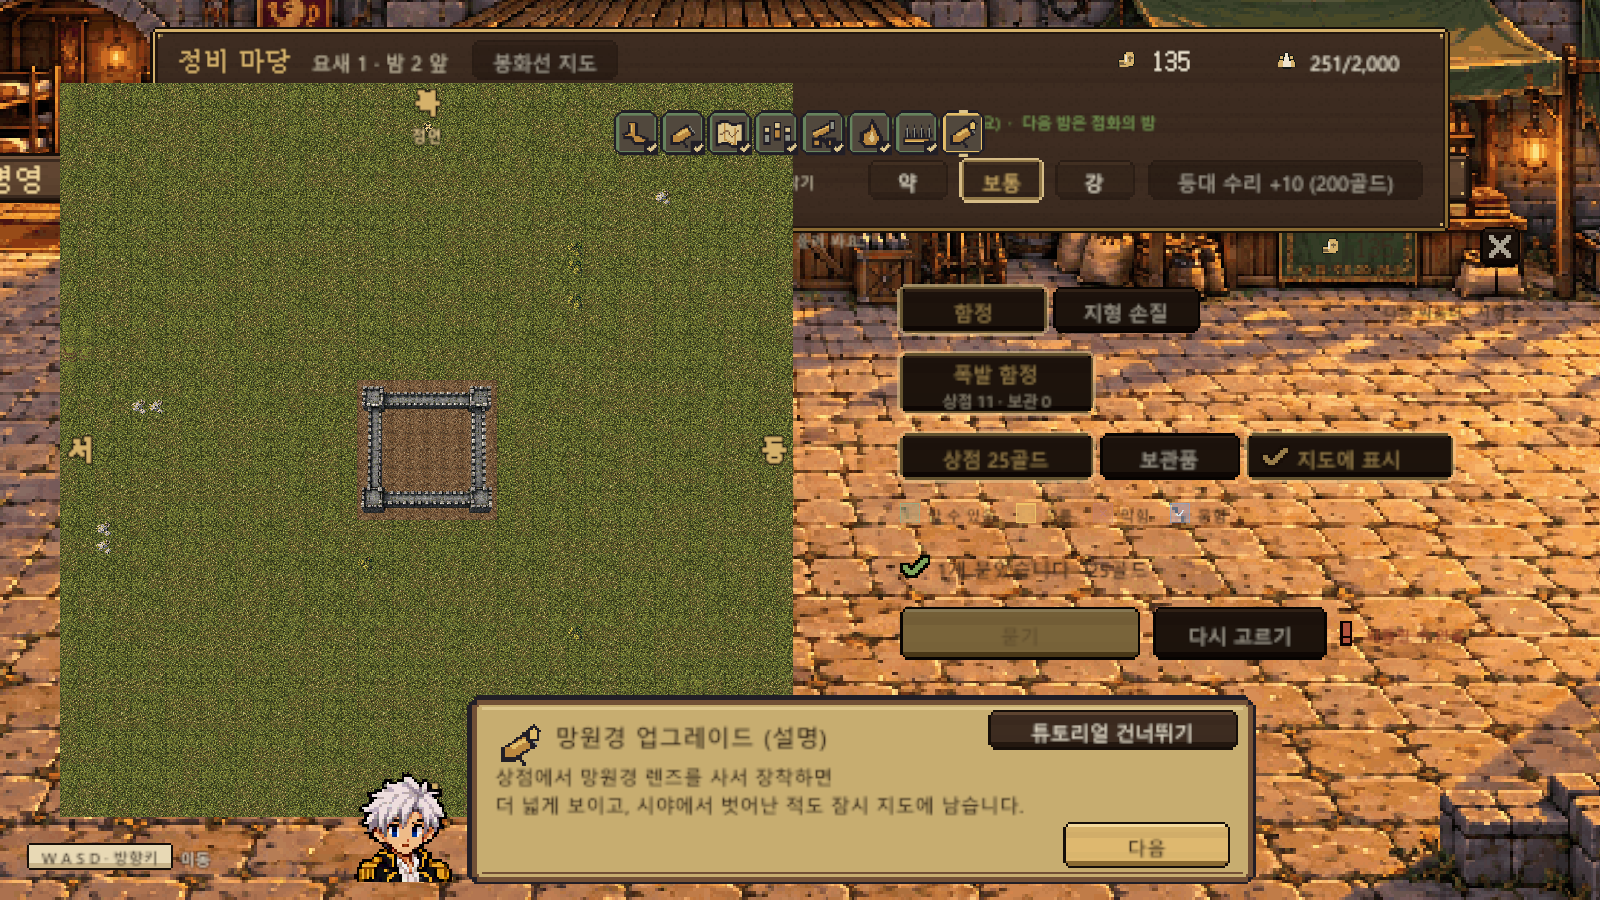 정비 마당
요새 1 · 밤 2 앞
봉화선 지도
135
251/2,000
다음 밤은 점화의 밤
병영
약
보통
강
등대 수리 +10 (200골드)
함정
지형 손질
폭발 함정
상점 11 · 보관 0
서
동
상점 25골드
보관품
지도에 표시
묻기
다시 고르기
망원경 업그레이드 (설명)
튜토리얼 건너뛰기
상점에서 망원경 렌즈를 사서 장착하면
더 넓게 보이고, 시야에서 벗어난 적도 잠시 지도에 남습니다.
다음
WASD·방향키
이동